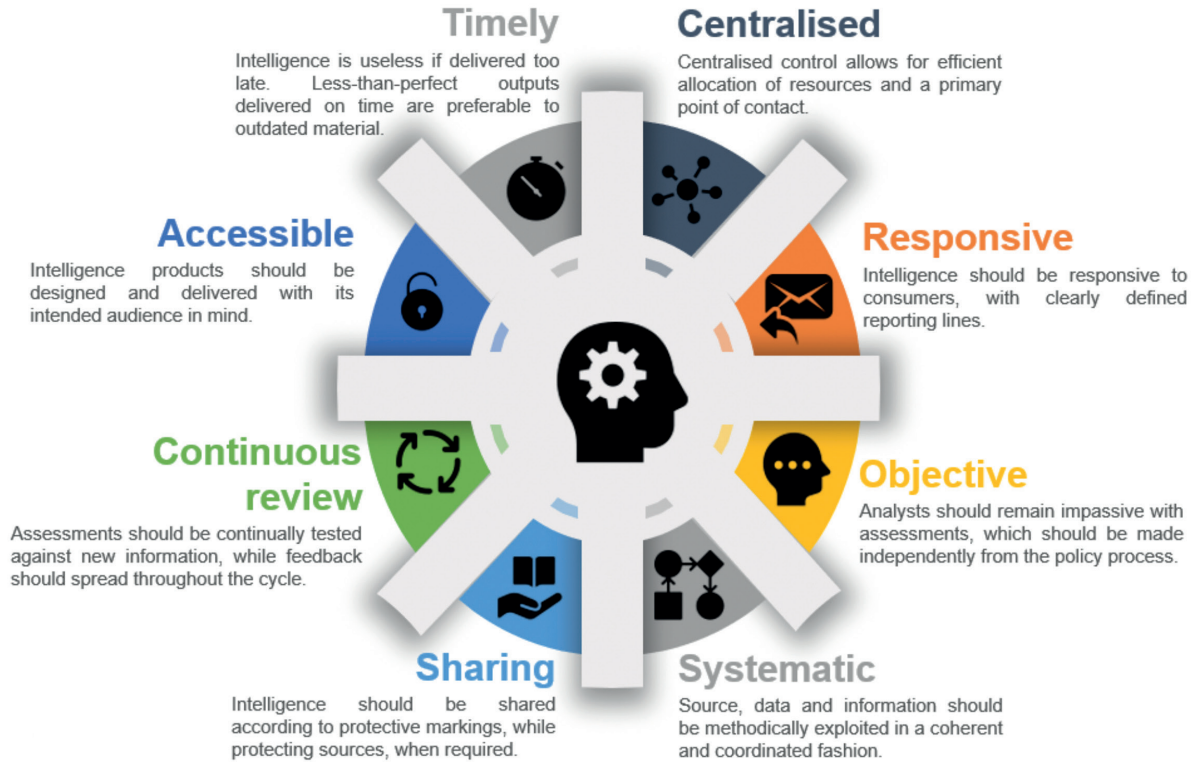 Timely
Intelligence is useless if delivered too
late. Less-than-perfect outputs
delivered on time are preferable to
outdated material.
Centralised
Centralised control allows for efficient
allocation of resources and a primary
point of contact.
Accessible
Intelligence products should be
designed and delivered with its
intended audience in mind.
Responsive
Intelligence should be responsive to
consumers, with clearly defined
reporting lines.
Continuous
review
Assessments should be continually tested
against new information, while feedback
should spread throughout the cycle.
Objective
Analysts should remain impassive with
assessments, which should be made
independently from the policy process.
Sharing
Intelligence should be shared
according to protective markings, while
protecting sources, when required.
Systematic
Source, data and information should
be methodically exploited in a coherent
and coordinated fashion.